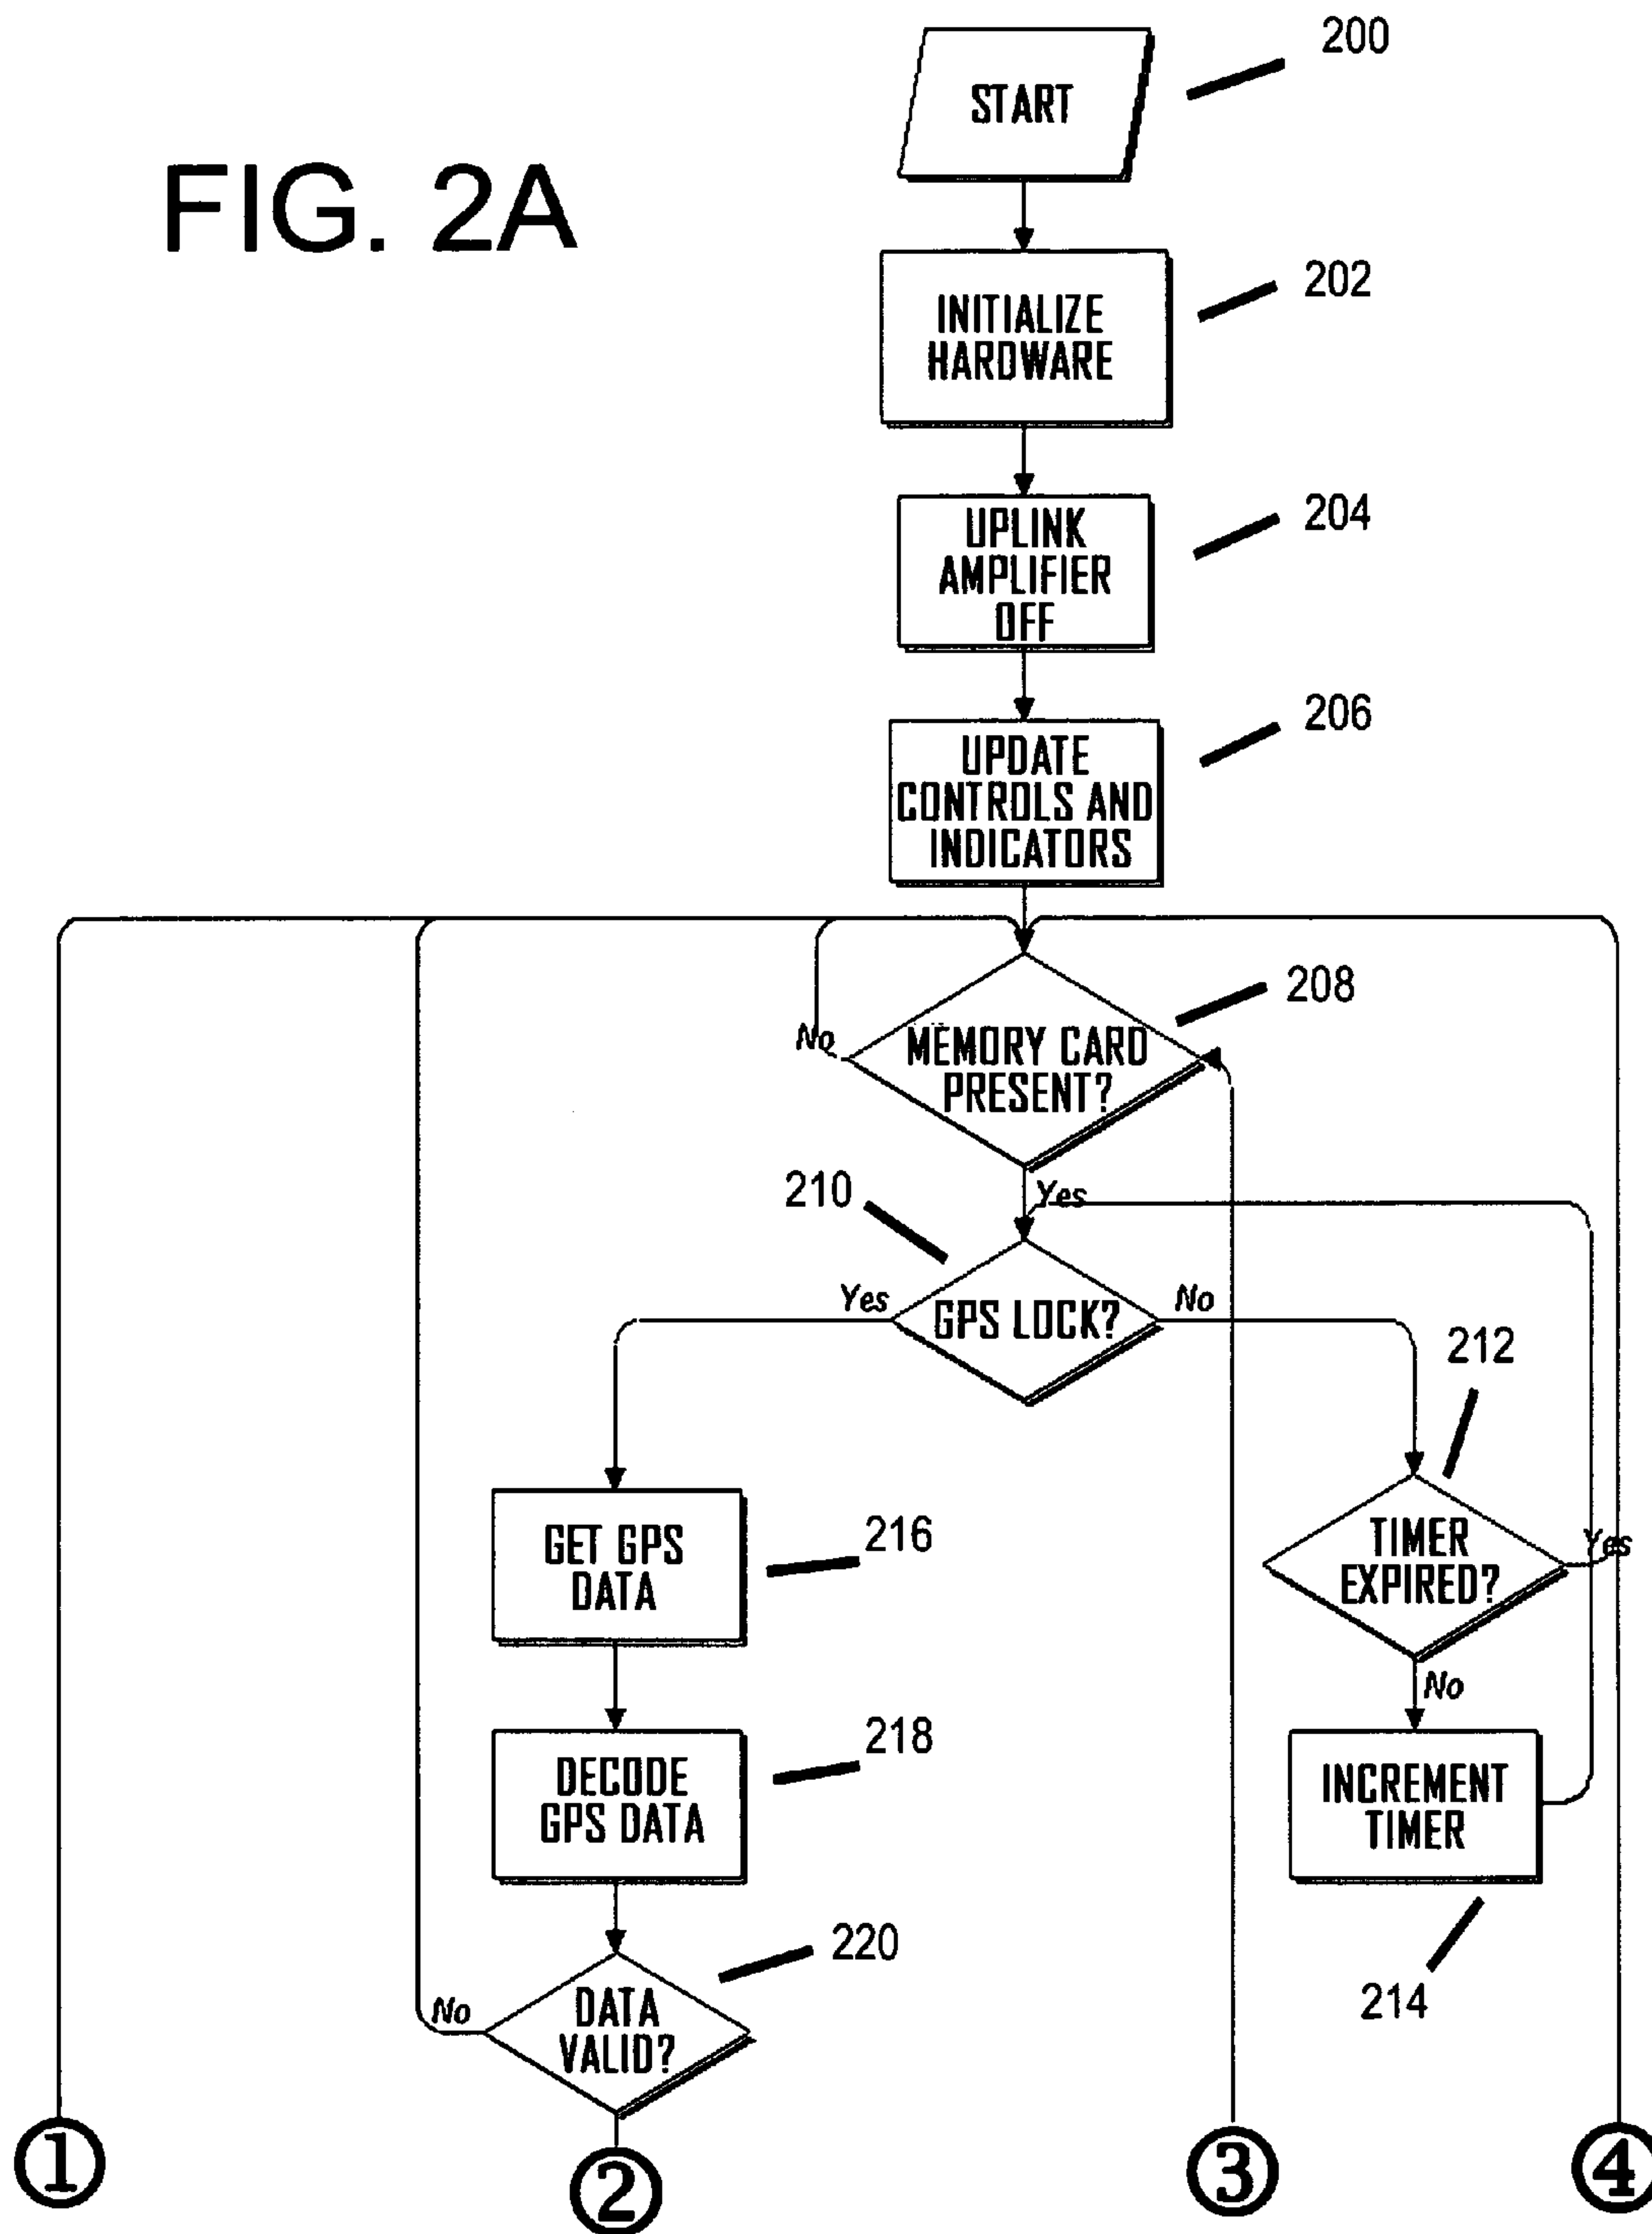 FIG. 2A
START
200
INITIALIZE
HARDWARE
202
UPLINK
AMPLIFIER
OFF
204
UPDATE
CONTROLS AND
INDICATORS
206
MEMORY CARD
PRESENT?
208
No
Yes
210
GPS LOCK?
Yes
No
212
TIMER
EXPIRED?
Yes
No
GET GPS
DATA
216
DECODE
GPS DATA
218
INCREMENT
TIMER
214
220
DATA
VALID?
No
1
2
3
4